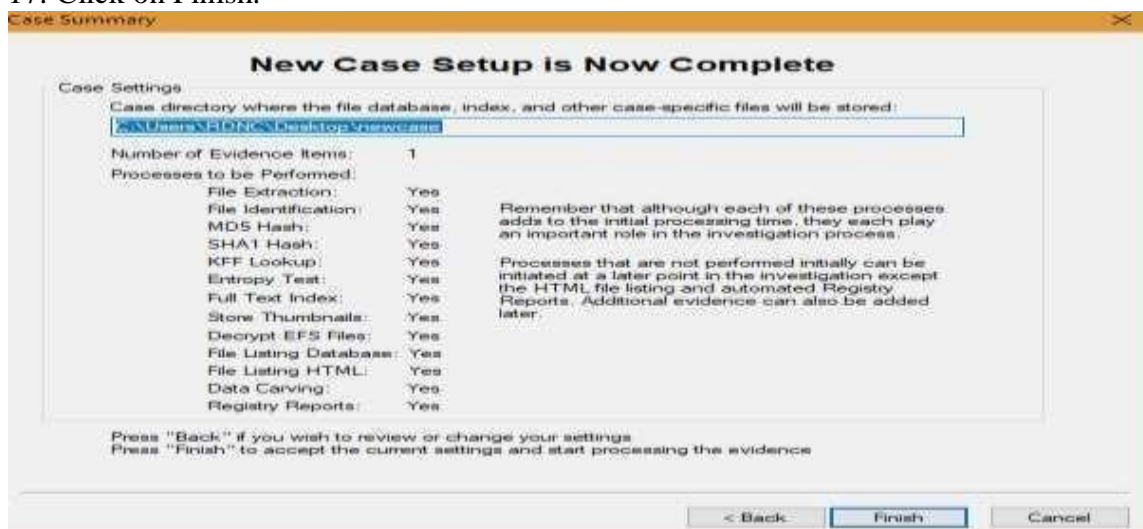 17. Click on Finish.
Case Summary
New Case Setup is Now Complete
Case Settings
Case directory where the file database, index, and other case-specific files will be stored:
C:\Users\RDNC\Desktop\newcase
Number of Evidence Items: 1
Processes to be Performed:
File Extraction: Yes
File Identification: Yes
MD5 Hash: Yes
SHA1 Hash: Yes
KFF Lookup: Yes
Entropy Test: Yes
Full Text Index: Yes
Store Thumbnails: Yes
Decrypt EFS Files: Yes
File Listing Database: Yes
File Listing HTML: Yes
Data Carving: Yes
Registry Reports: Yes
Remember that although each of these processes
adds to the initial processing time, they each play
an important role in the investigation process.
Processes that are not performed initially can be
initiated at a later point in the investigation except
the HTML file listing and automated Registry
Reports. Additional evidence can also be added
later.
Press "Back" if you wish to review or change your settings
Press "Finish" to accept the current settings and start processing the evidence
< Back
Finish
Cancel